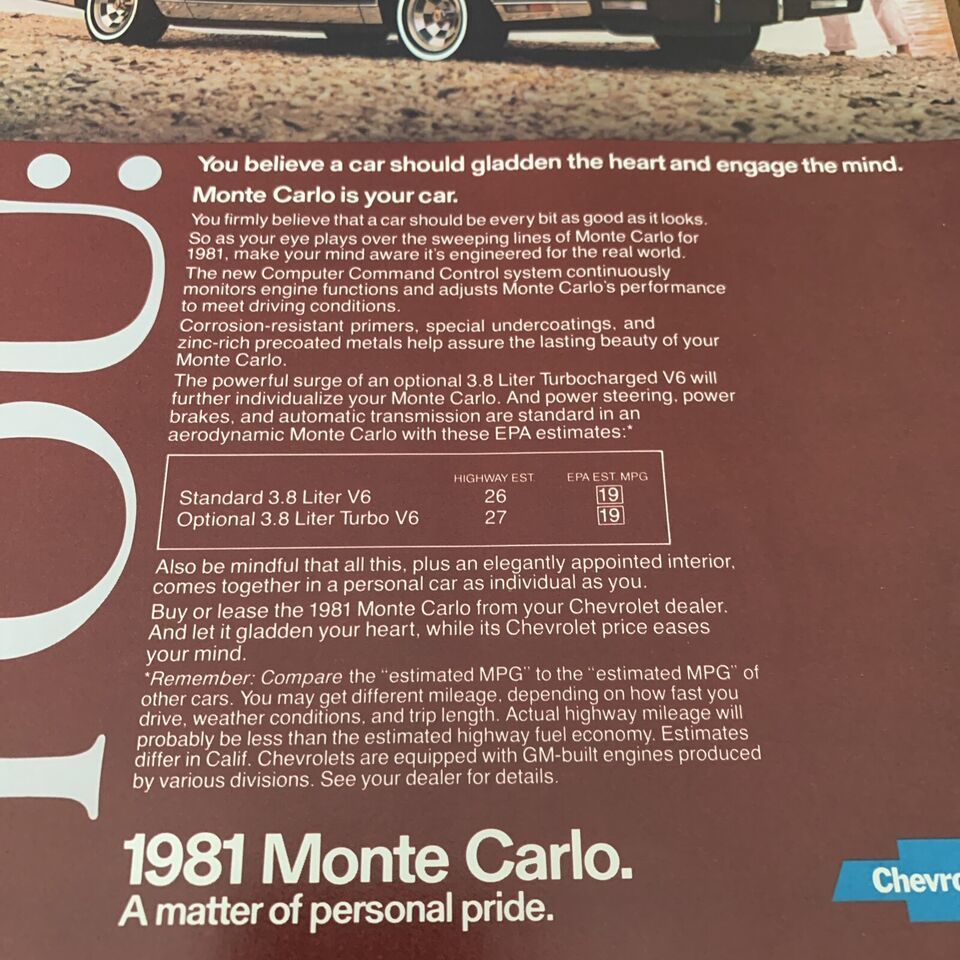 You believe a car should gladden the heart and engage the mind.
Monte Carlo is your car.
You firmly believe that a car should be every bit as good as it looks.
So as your eye plays over the sweeping lines of Monte Carlo for
1981, make your mind aware it's engineered for the real world.
The new Computer Command Control system continuously
monitors engine functions and adjusts Monte Carlo's performance
to meet driving conditions.
Corrosion-resistant primers, special undercoatings, and
zinc-rich precoated metals help assure the lasting beauty of your
Monte Carlo.
The powerful surge of an optional 3.8 Liter Turbocharged V6 will
further individualize your Monte Carlo. And power steering, power
brakes, and automatic transmission are standard in an
aerodynamic Monte Carlo with these EPA estimates:*
HIGHWAY EST. EPA EST. MPG
Standard 3.8 Liter V6 26 19
Optional 3.8 Liter Turbo V6 27 19
Also be mindful that all this, plus an elegantly appointed interior,
comes together in a personal car as individual as you.
Buy or lease the 1981 Monte Carlo from your Chevrolet dealer.
And let it gladden your heart, while its Chevrolet price eases
your mind.
*Remember: Compare the "estimated MPG" to the "estimated MPG" of
other cars. You may get different mileage, depending on how fast you
drive, weather conditions, and trip length. Actual highway mileage will
probably be less than the estimated highway fuel economy. Estimates
differ in Calif. Chevrolets are equipped with GM-built engines produced
by various divisions. See your dealer for details.
1981 Monte Carlo.
A matter of personal pride.
Chevro